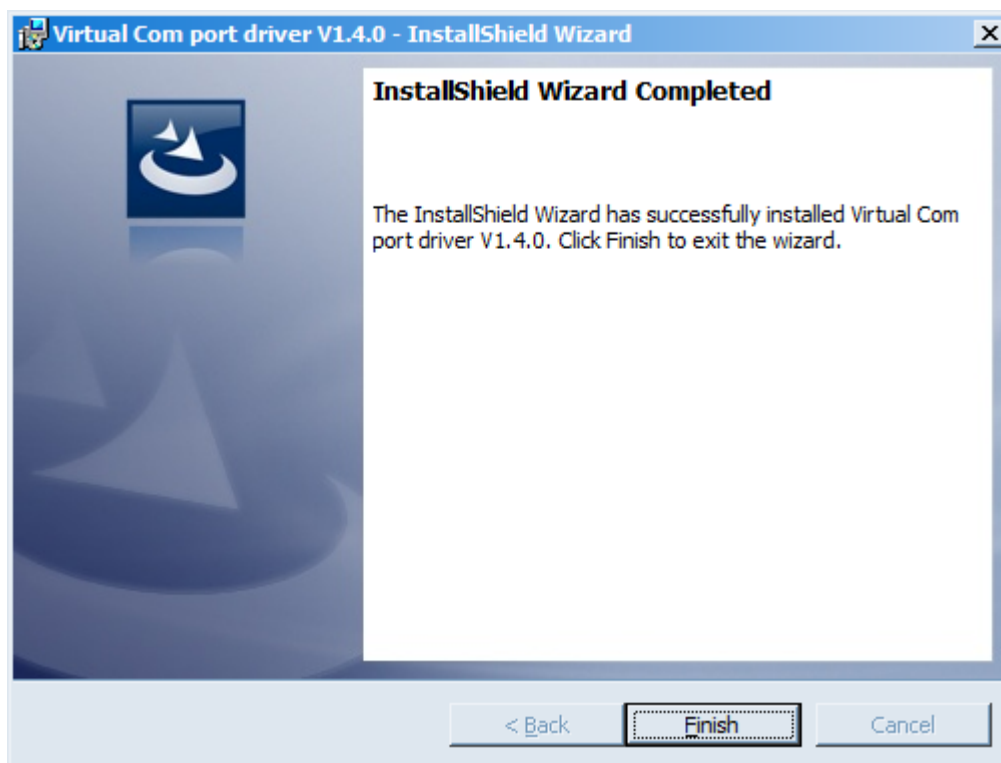 Virtual Com port driver V1.4.0 - InstallShield Wizard
InstallShield Wizard Completed
The InstallShield Wizard has successfully installed Virtual Com
port driver V1.4.0. Click Finish to exit the wizard.
< Back
Finish
Cancel